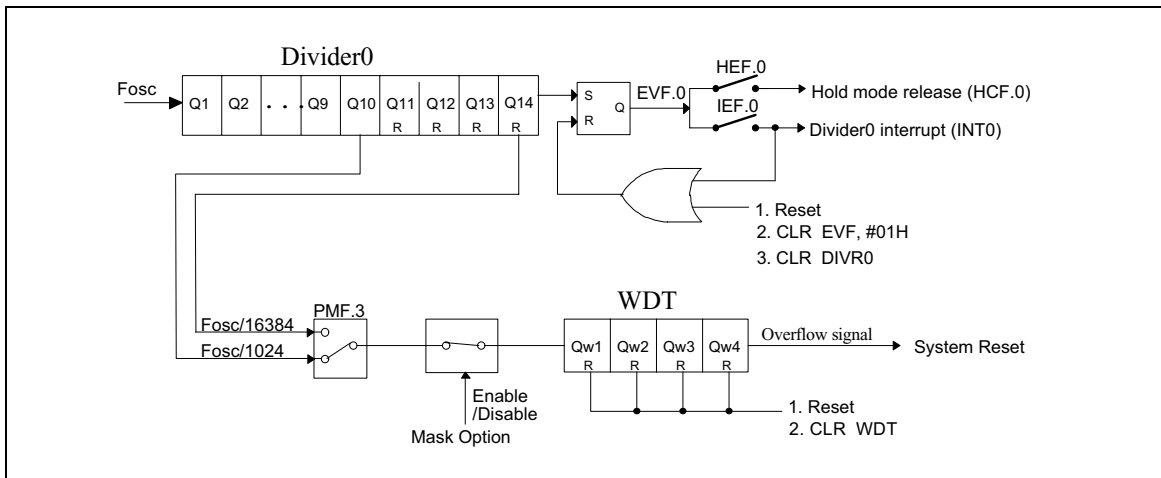 Divider0
Fosc
Q1 Q2 . . . Q9 Q10 Q11 Q12 Q13 Q14
R R R R
S
R
Q
EVF.0
HEF.0
IEF.0
Hold mode release (HCF.0)
Divider0 interrupt (INT0)
1. Reset
2. CLR EVF, #01H
3. CLR DIVR0
WDT
PMF.3
Fosc/16384
Fosc/1024
Qw1 Qw2 Qw3 Qw4
R R R R
Overflow signal
System Reset
Enable
/Disable
Mask Option
1. Reset
2. CLR WDT